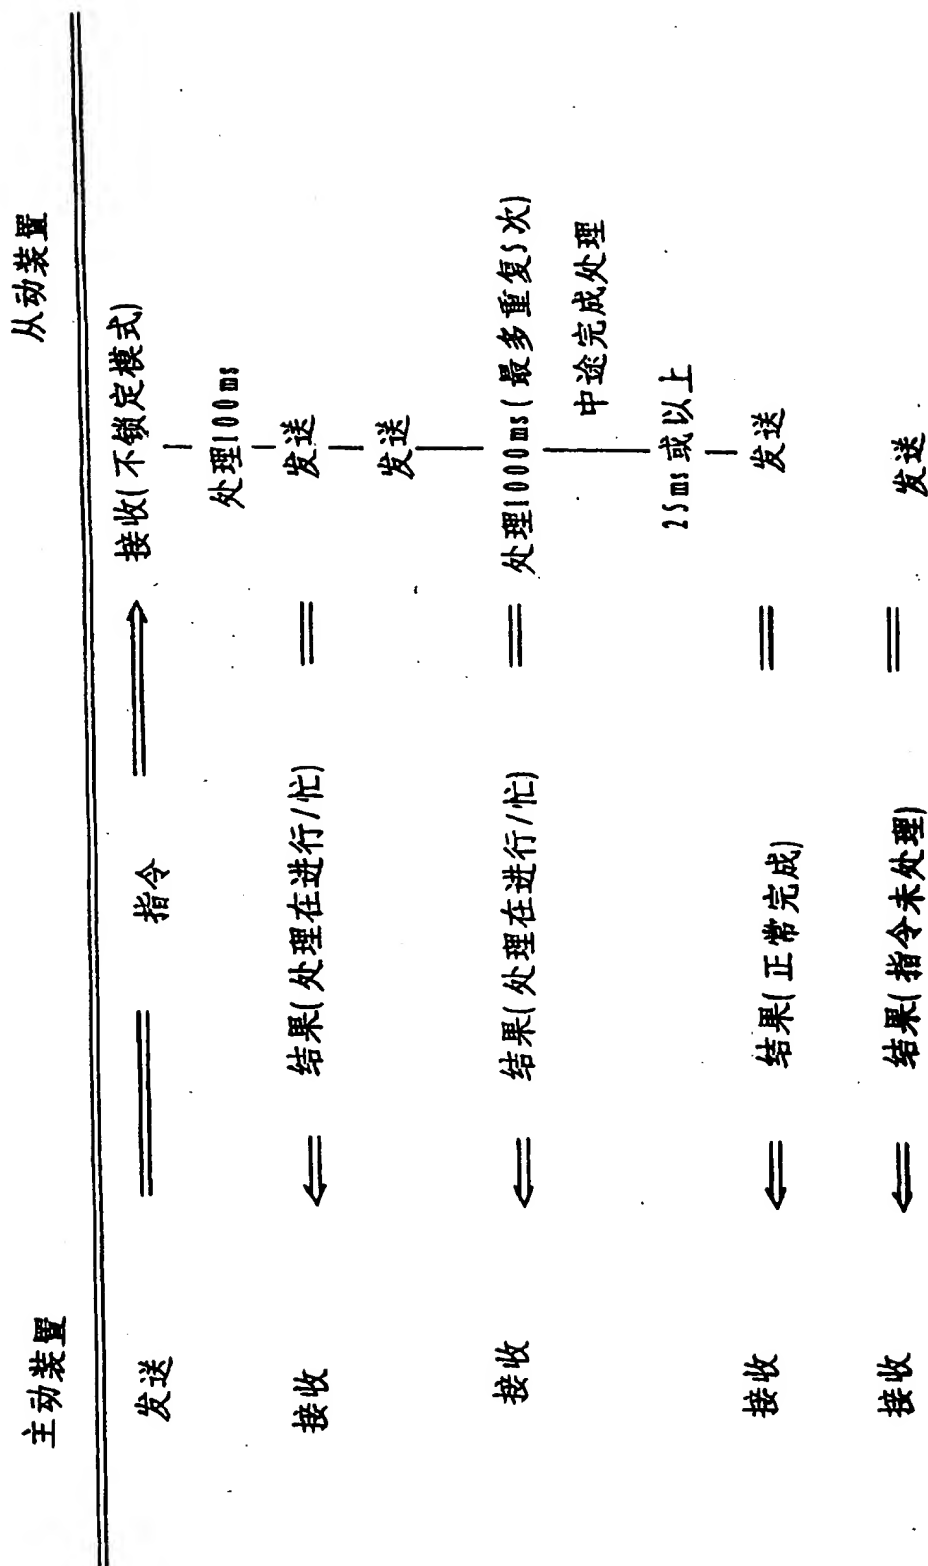 主动装置 从动装置
发送 指令 接收(不锁定模式)
处理100ms
接收 结果(处理在进行/忙) 发送
发送
接收 结果(处理在进行/忙) 处理1000ms(最多重复5次)
中途完成处理
25ms或以上
接收 结果(正常完成) 发送
接收 结果(指令未处理) 发送